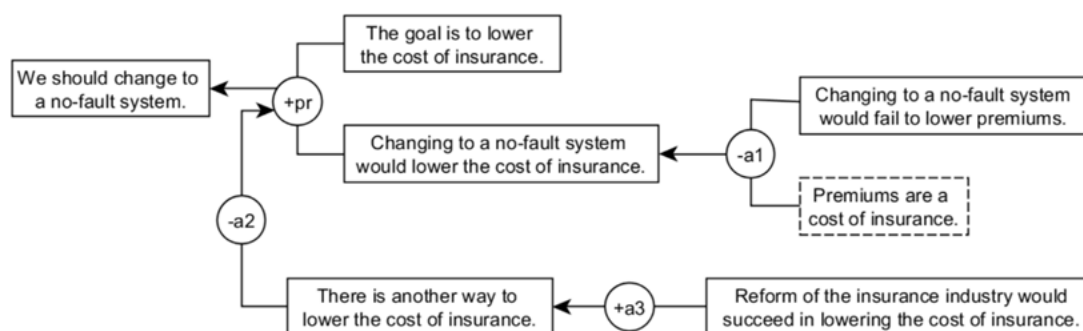 The goal is to lower
the cost of insurance.
We should change to
a no-fault system.
+pr
Changing to a no-fault system
would lower the cost of insurance.
-a1
Changing to a no-fault system
would fail to lower premiums.
Premiums are a
cost of insurance.
-a2
There is another way to
lower the cost of insurance.
+a3
Reform of the insurance industry would
succeed in lowering the cost of insurance.